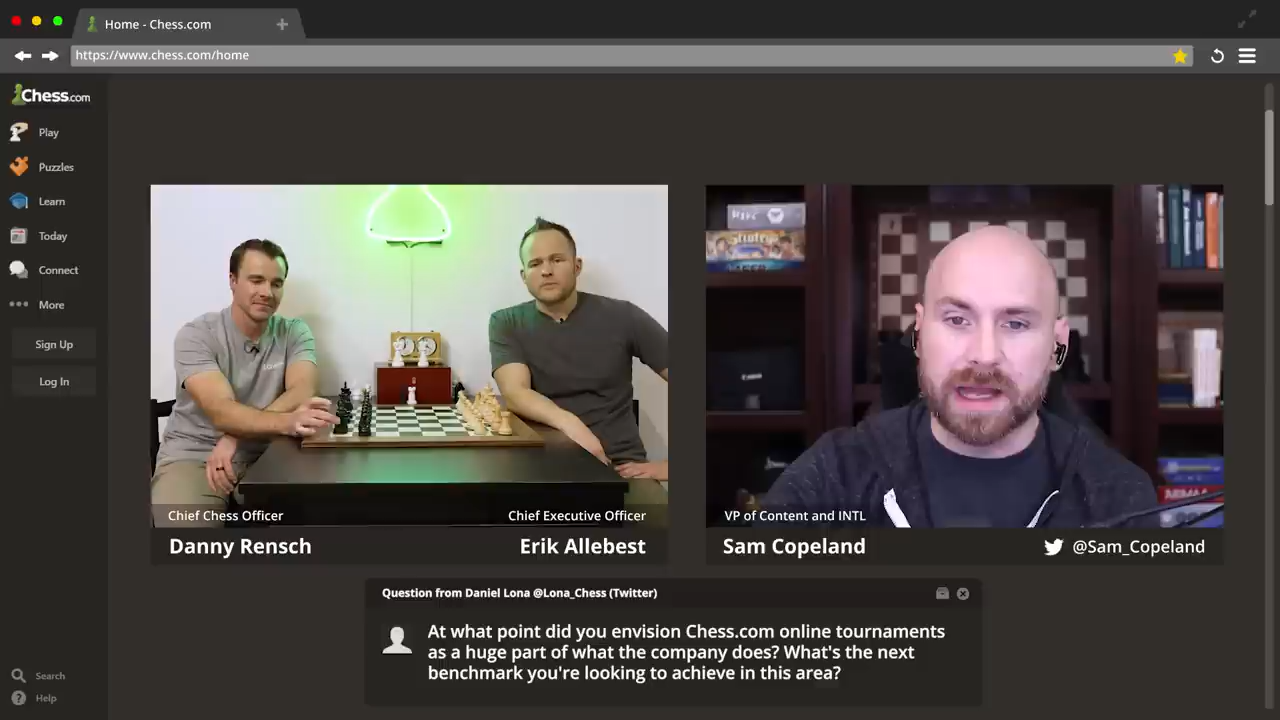 Home - Chess.com
https://www.chess.com/home
Chess.com
Play
Puzzles
Learn
Today
Connect
More
Sign Up
Log In
Search
Help
Chief Chess Officer
Chief Executive Officer
Danny Rensch
Erik Allebest
VP of Content and INTL
Sam Copeland
@Sam_Copeland
Question from Daniel Lona @Lona_Chess (Twitter)
At what point did you envision Chess.com online tournaments
as a huge part of what the company does? What's the next
benchmark you're looking to achieve in this area?